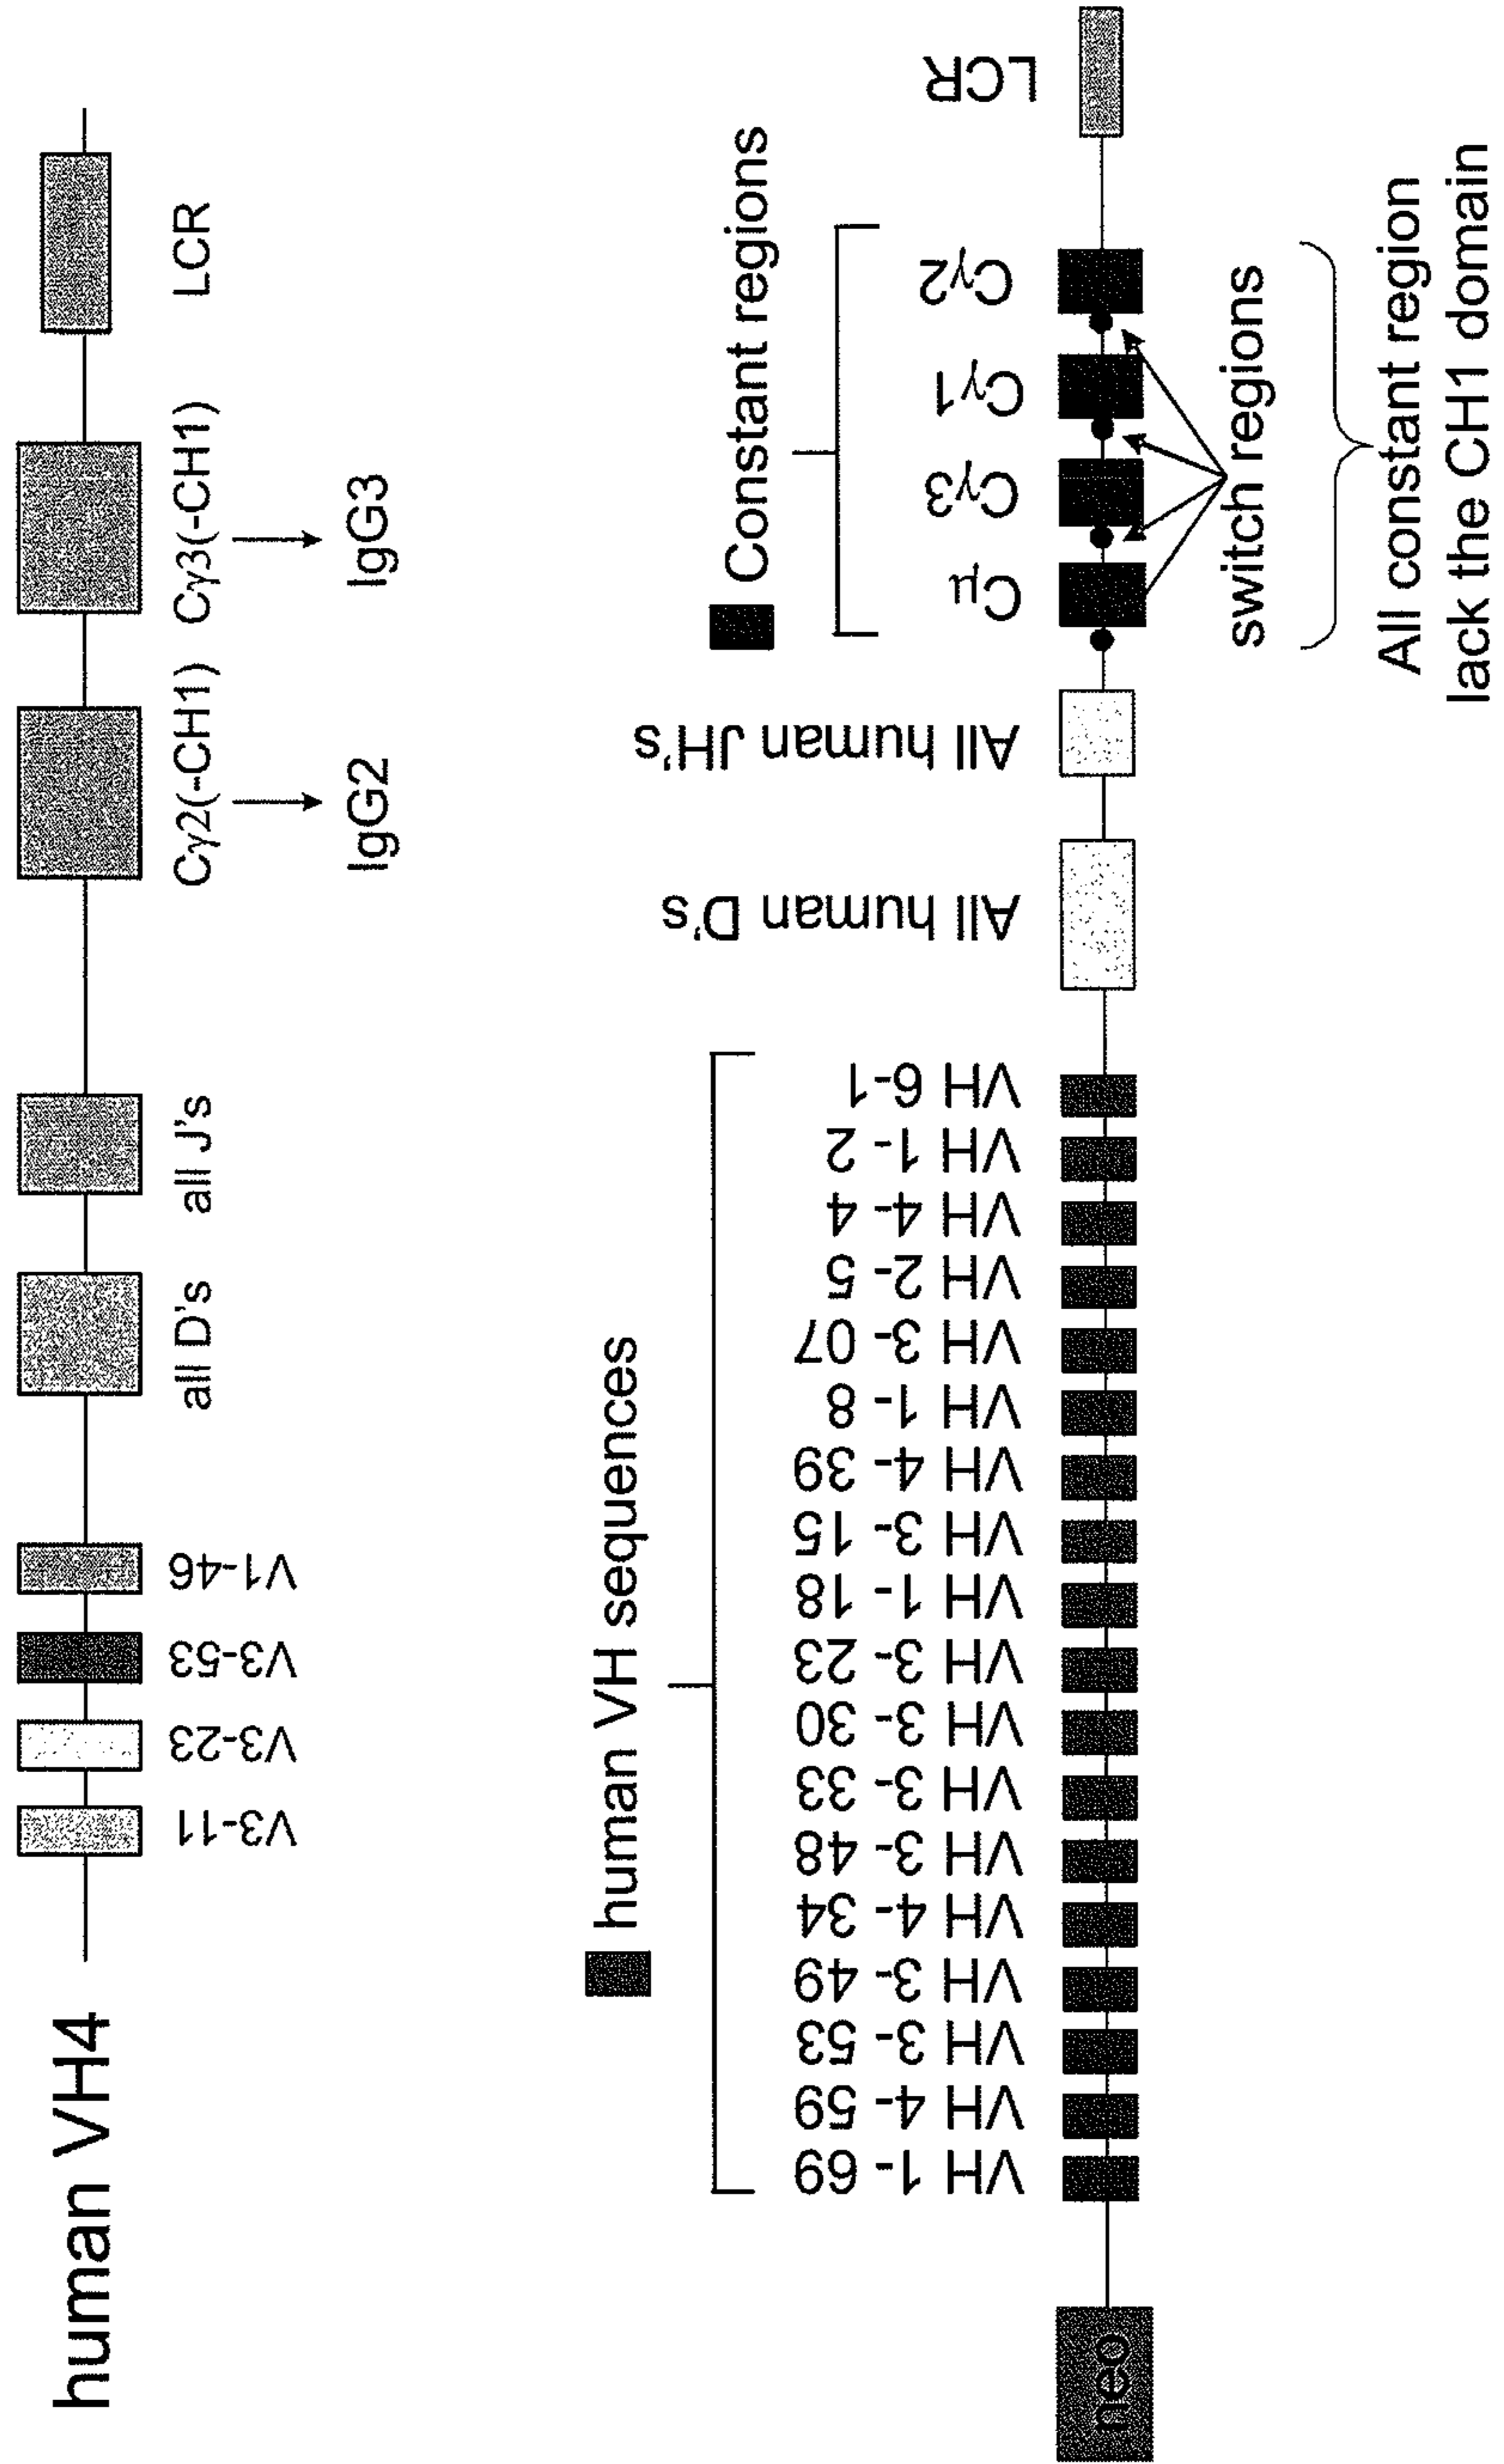 human VH4
V3-11
V3-23
V3-53
V1-46
all D's
all J's
Cγ2(-CH1)
Cγ3(-CH1)
LCR
IgG2
IgG3
human VH sequences
VH 1-69
VH 4-59
VH 3-53
VH 3-49
VH 4-34
VH 3-48
VH 3-33
VH 3-30
VH 3-23
VH 1-18
VH 3-15
VH 4-39
VH 1-8
VH 3-07
VH 2-5
VH 4-4
VH 1-2
VH 6-1
All human D's
All human JH's
Constant regions
Cμ
Cγ3
Cγ1
Cγ2
LCR
neo
switch regions
All constant region
lack the CH1 domain